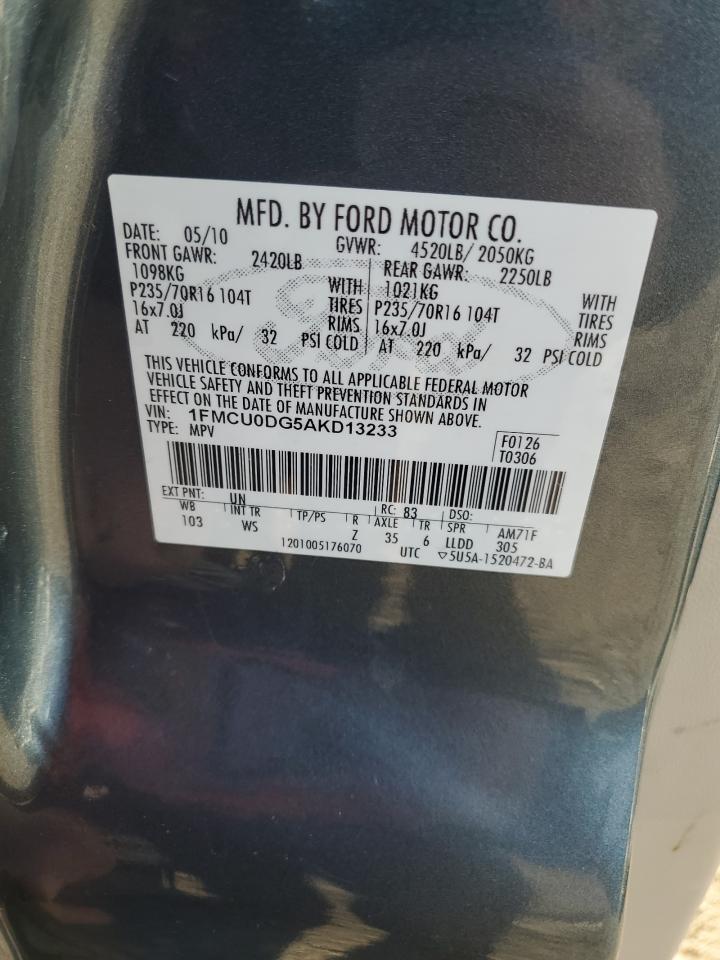 MFD. BY FORD MOTOR CO.
DATE: 05/10 GVWR: 4520LB/ 2050KG
FRONT GAWR: 2420LB REAR GAWR: 2250LB
1098KG WITH 1021KG WITH
P235/70R16 104T TIRES P235/70R16 104T TIRES
16x7.0J RIMS 16x7.0J RIMS
AT 220 kPa/ 32 PSI COLD AT 220 kPa/ 32 PSI COLD
THIS VEHICLE CONFORMS TO ALL APPLICABLE FEDERAL MOTOR
VEHICLE SAFETY AND THEFT PREVENTION STANDARDS IN
EFFECT ON THE DATE OF MANUFACTURE SHOWN ABOVE.
VIN: 1FMCU0DG5AKD13233
TYPE: MPV
F0126
T0306
EXT PNT: UN RC: 83 DSO:
WB INT TR TP/PS R AXLE TR SPR AM71F
103 WS Z 35 6 LLDD 305
1201005176070 UTC ▽5U5A-1520472-BA